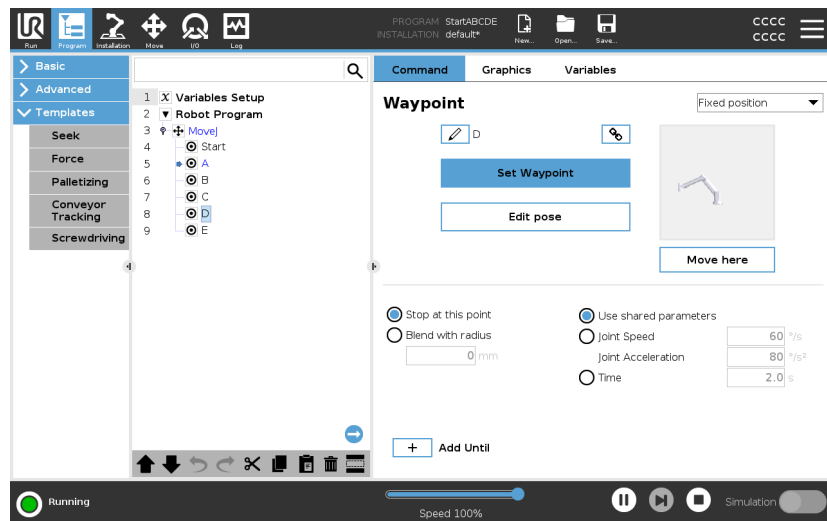 PROGRAM StartABCDE
INSTALLATION default*
cccc
cccc
Run Program Installation Move I/O Log New... Open... Save...
Basic
Advanced
Templates
Seek
Force
Palletizing
Conveyor
Tracking
Screwdriving
1 X Variables Setup
2 Robot Program
3 MoveJ
4 Start
5 A
6 B
7 C
8 D
9 E
Command Graphics Variables
Waypoint
Fixed position
D
Set Waypoint
Edit pose
Move here
Stop at this point
Blend with radius
0 mm
Use shared parameters
Joint Speed 60 °/s
Joint Acceleration 80 °/s²
Time 2.0 s
+ Add Until
Running
Speed 100%
Simulation